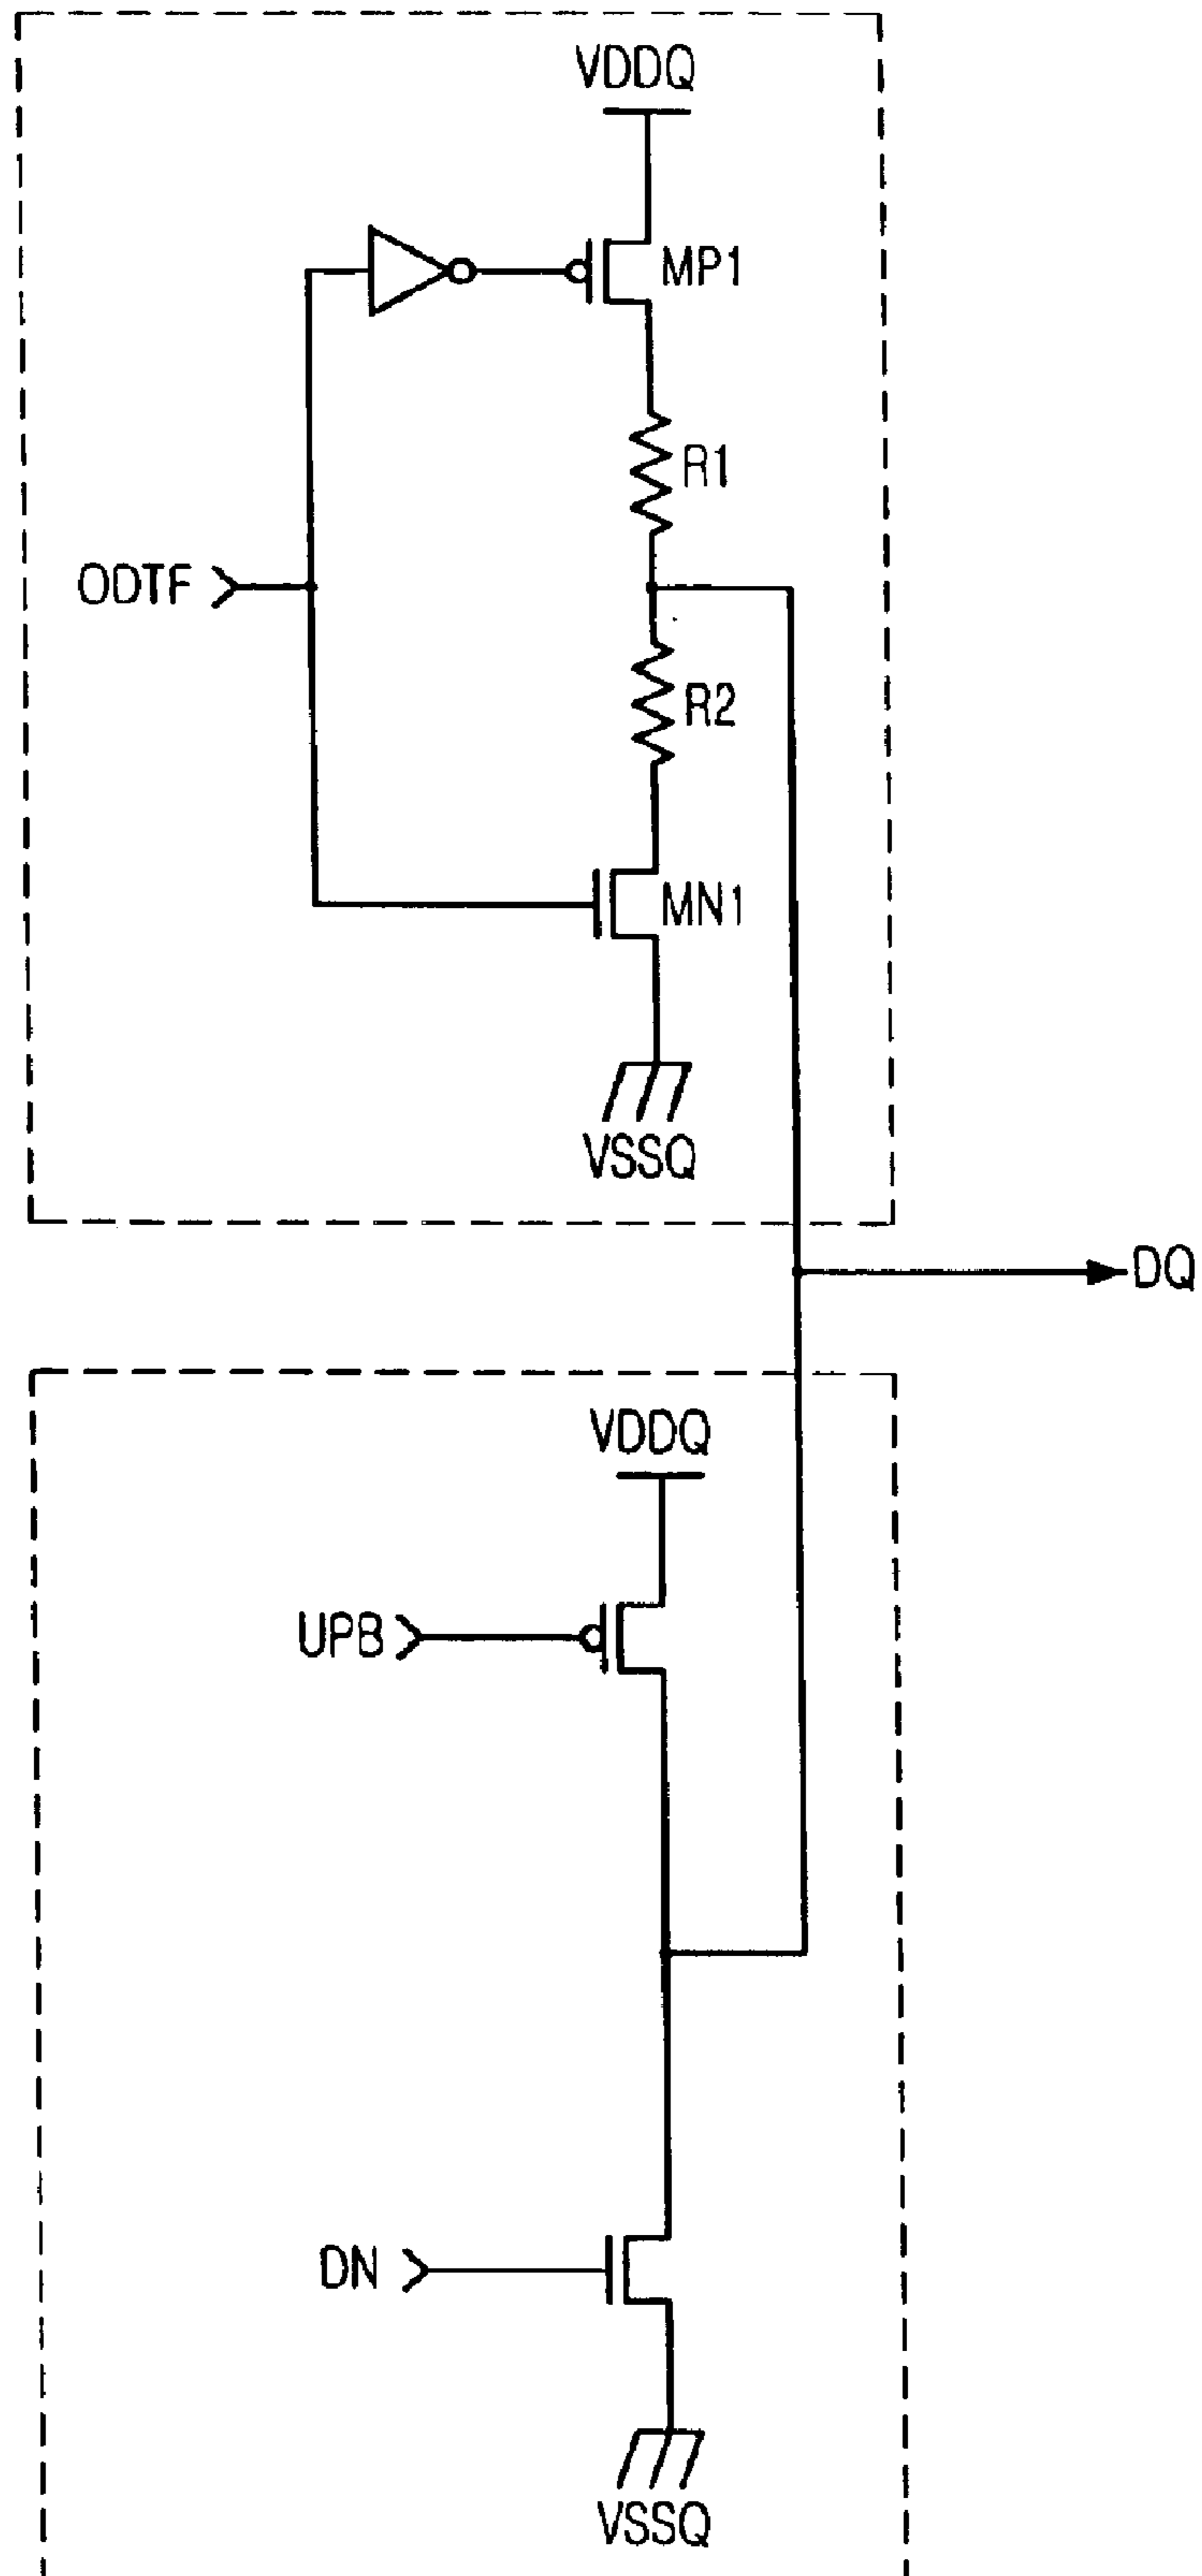 VDDQ
MP1
R1
ODTF
R2
MN1
VSSQ
DQ
VDDQ
UPB
DN
VSSQ